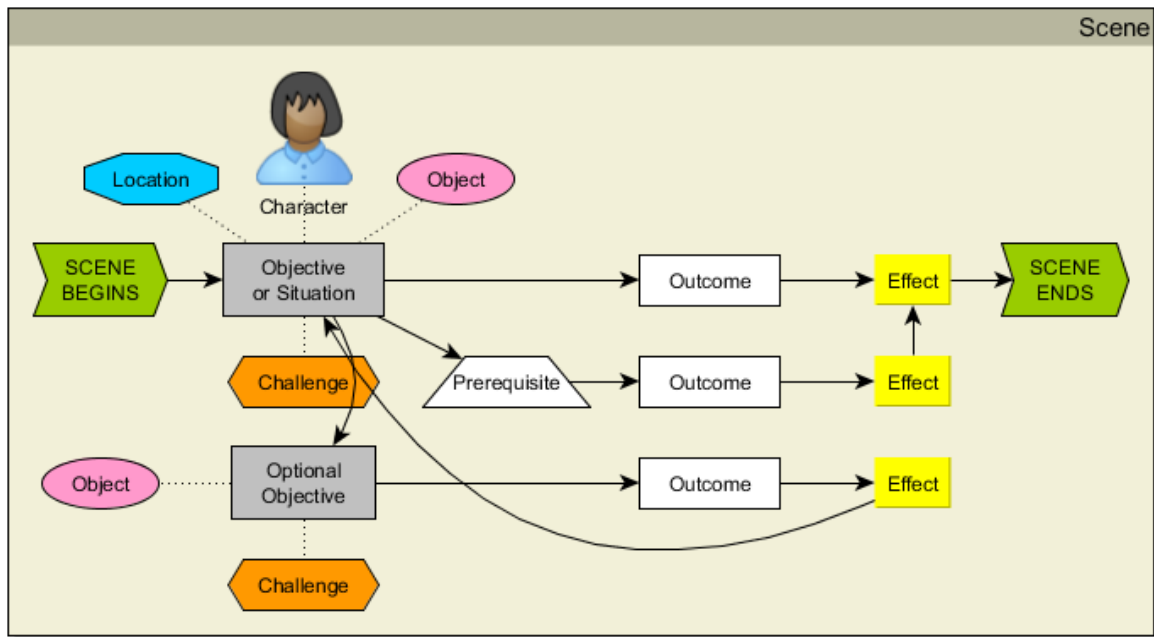 Scene
Location
Object
Character
SCENE
BEGINS
Objective
or Situation
Outcome
Effect
SCENE
ENDS
Challenge
Prerequisite
Outcome
Effect
Object
Optional
Objective
Outcome
Effect
Challenge